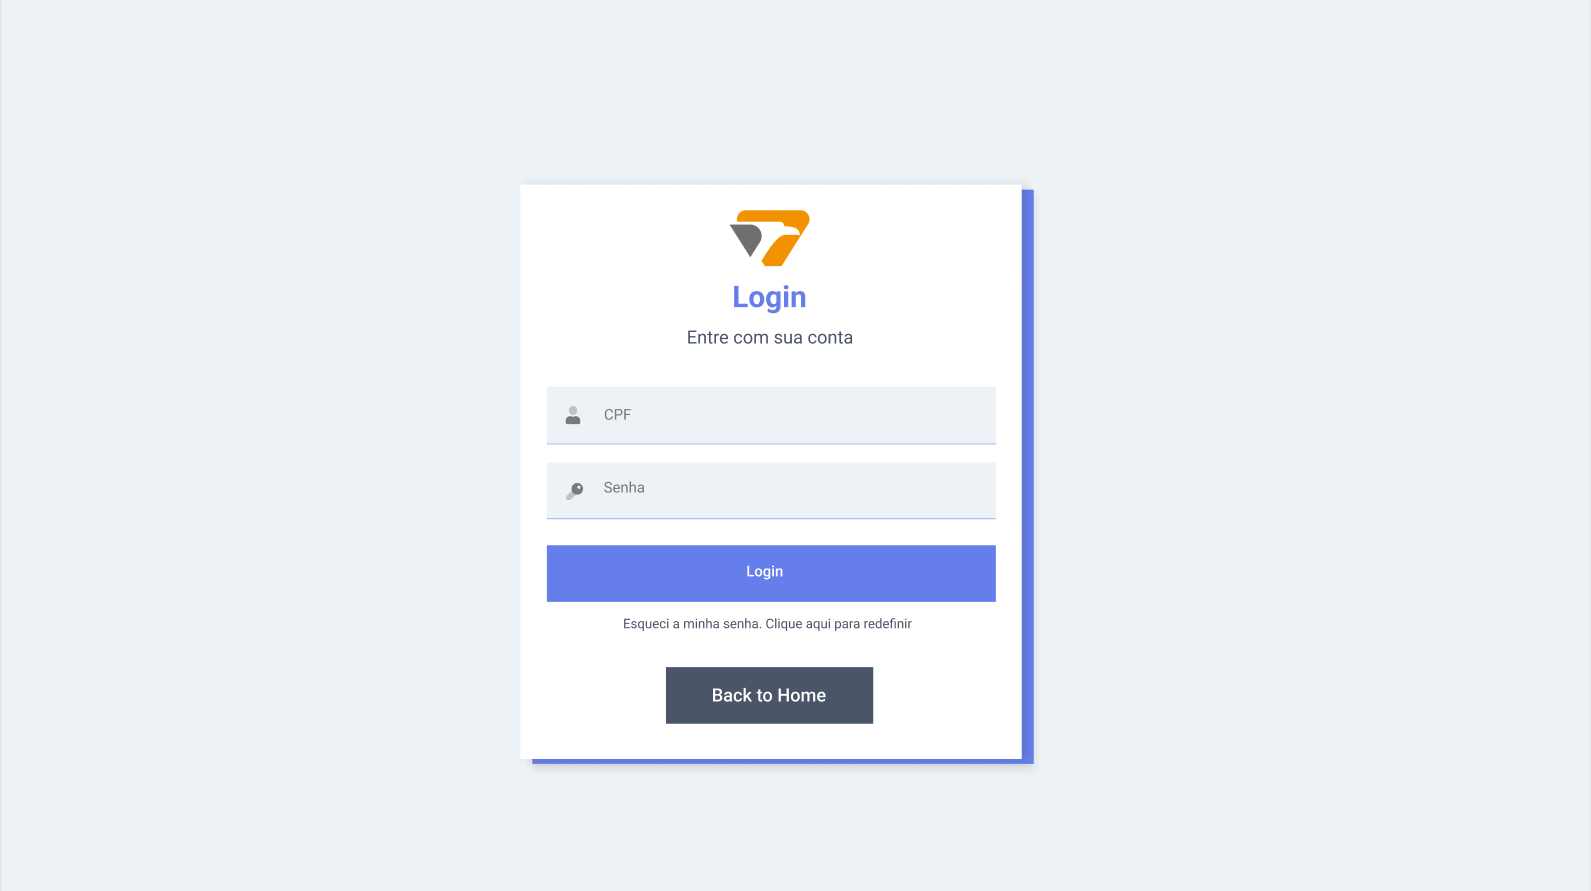 Login
Entre com sua conta
CPF
Senha
Login
Esqueci a minha senha. Clique aqui para redefinir
Back to Home